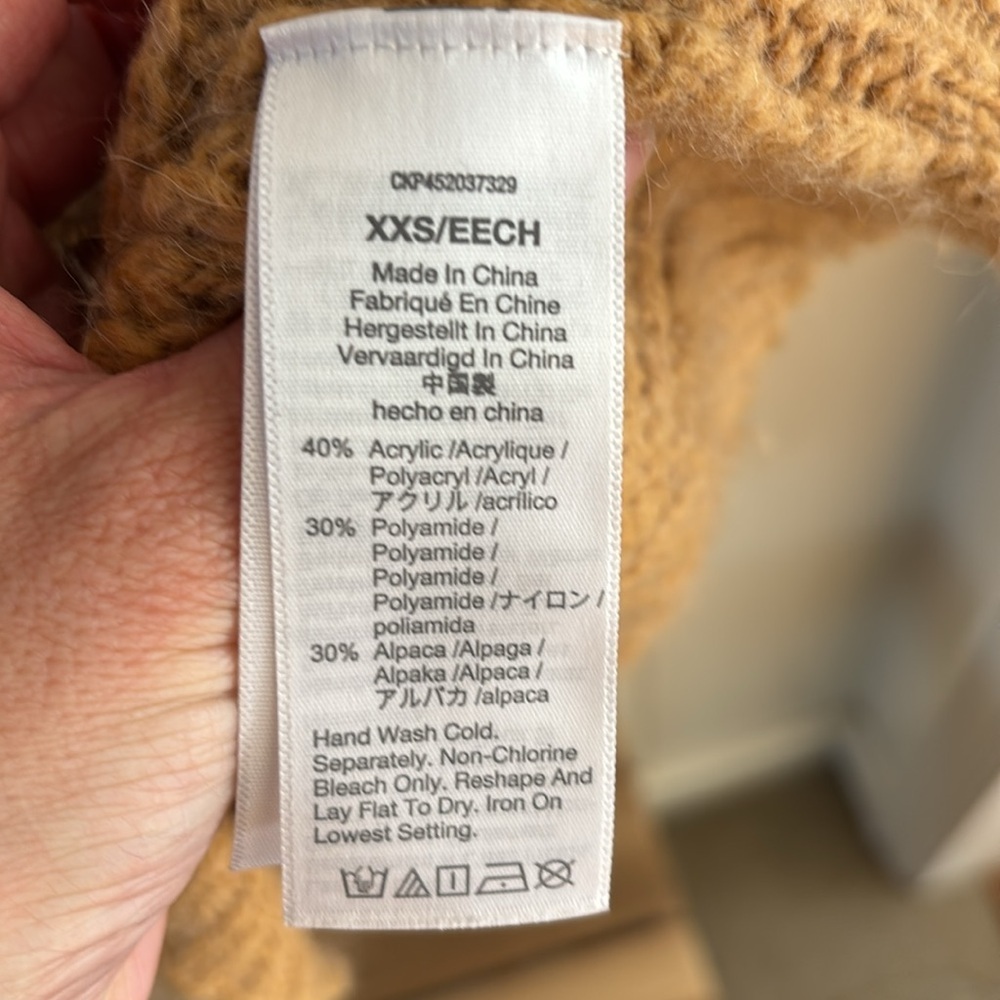 CKP452037329
XXS/EECH
Made In China
Fabriqué En Chine
Hergestellt In China
Vervaardigd In China
中国製
hecho en china
40% Acrylic /Acrylique /
Polyacryl /Acryl /
アクリル /acrílico
30% Polyamide /
Polyamide /
Polyamide /
Polyamide /ナイロン /
poliamida
30% Alpaca /Alpaga /
Alpaka /Alpaca /
アルパカ /alpaca
Hand Wash Cold.
Separately. Non-Chlorine
Bleach Only. Reshape And
Lay Flat To Dry. Iron On
Lowest Setting.